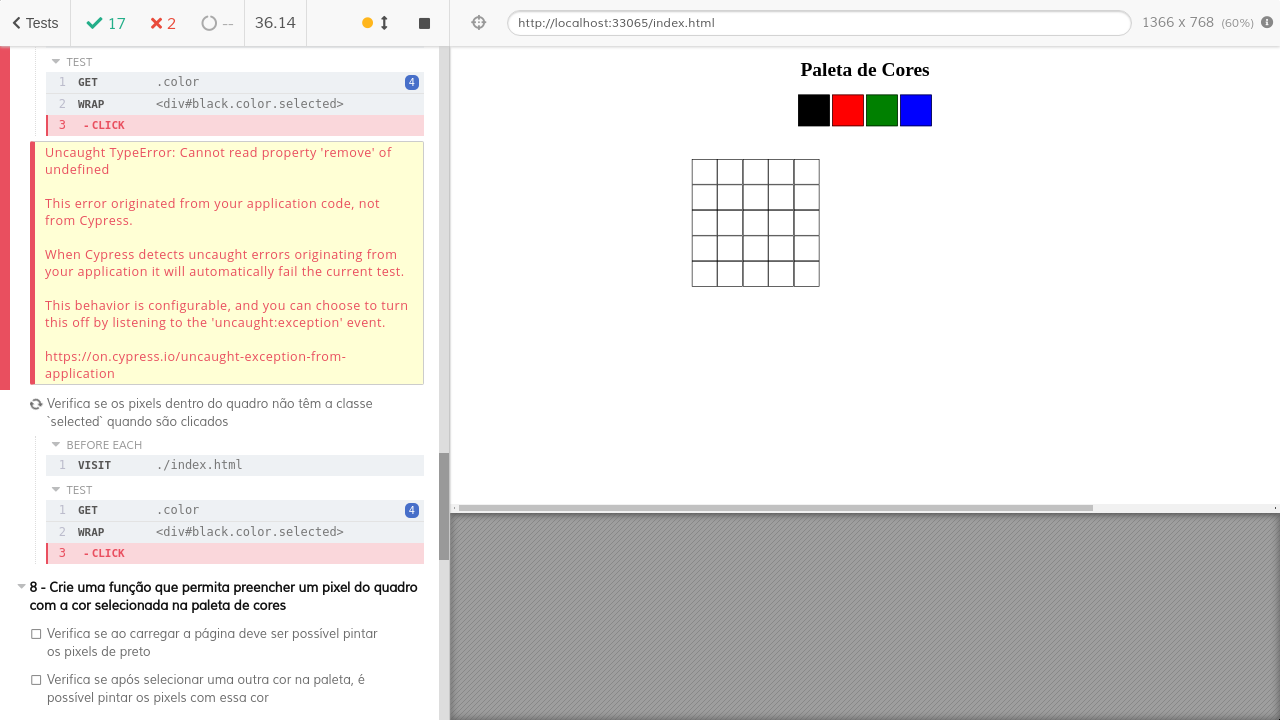 Tests
17
2
--
36.14
http://localhost:33065/index.html
1366 x 768 (60%)
TEST
1 GET .color 4
2 WRAP <div#black.color.selected>
3 - CLICK
Uncaught TypeError: Cannot read property 'remove' of
undefined
This error originated from your application code, not
from Cypress.
When Cypress detects uncaught errors originating from
your application it will automatically fail the current test.
This behavior is configurable, and you can choose to turn
this off by listening to the 'uncaught:exception' event.
https://on.cypress.io/uncaught-exception-from-
application
Verifica se os pixels dentro do quadro não têm a classe
`selected` quando são clicados
BEFORE EACH
1 VISIT ./index.html
TEST
1 GET .color 4
2 WRAP <div#black.color.selected>
3 - CLICK
8 - Crie uma função que permita preencher um pixel do quadro
com a cor selecionada na paleta de cores
Verifica se ao carregar a página deve ser possível pintar
os pixels de preto
Verifica se após selecionar uma outra cor na paleta, é
possível pintar os pixels com essa cor
Paleta de Cores